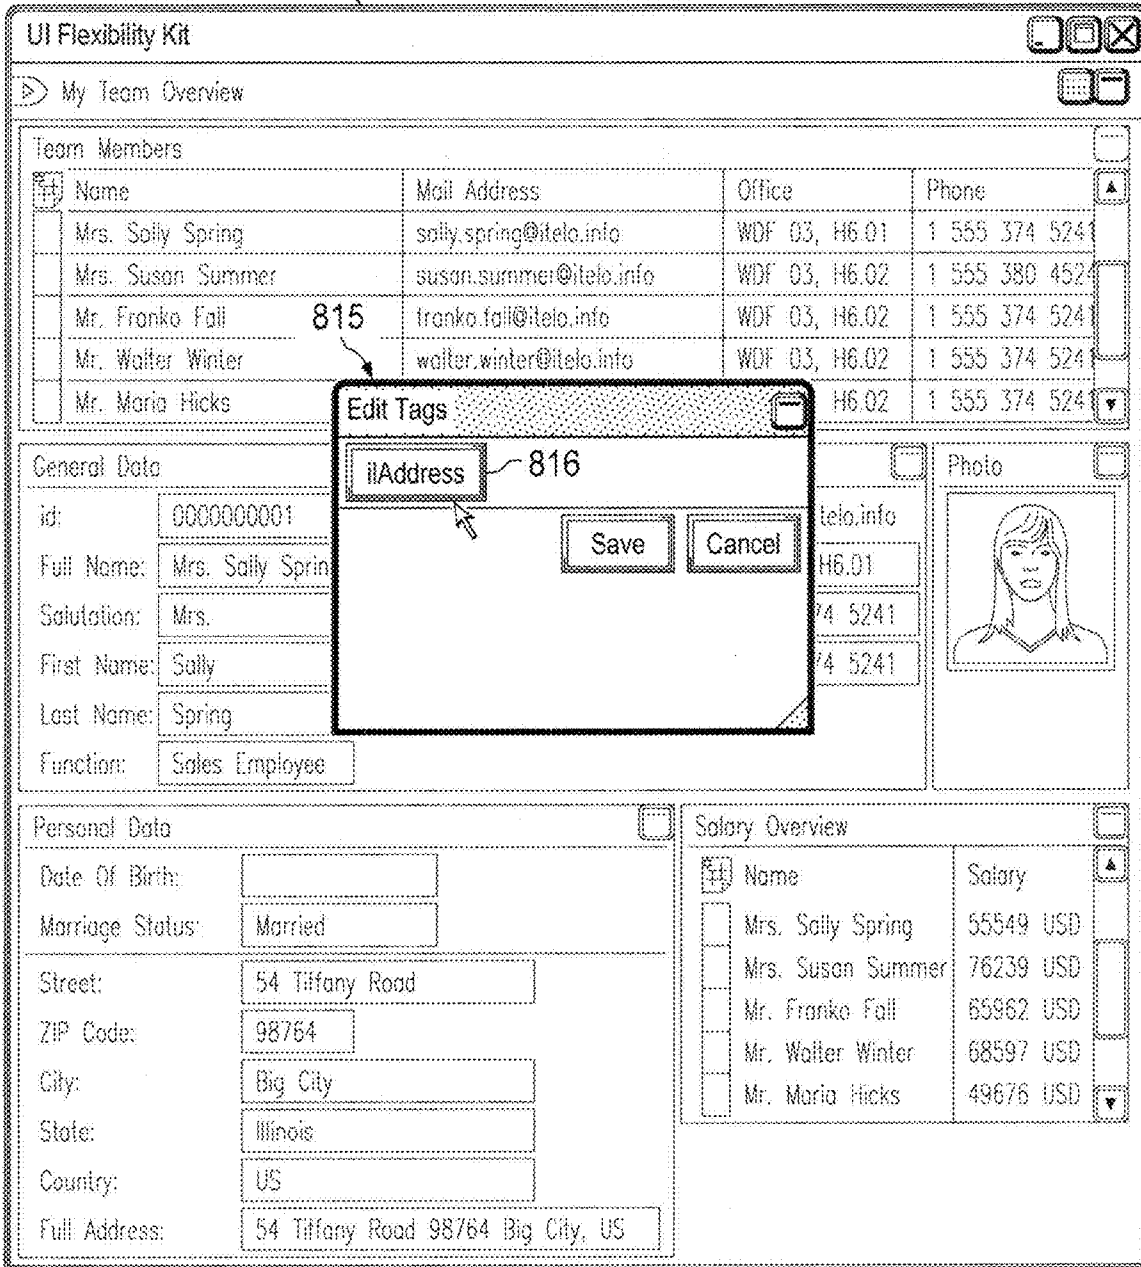 UI Flexibility Kit
My Team Overview
Team Members
Name Mail Address Office Phone
Mrs. Sally Spring sally.spring@itelo.info WDF 03, H6.01 1 555 374 5241
Mrs. Susan Summer susan.summer@itelo.info WDF 03, H6.02 1 555 380 4524
Mr. Franko Fall franko.fall@itelo.info WDF 03, H6.02 1 555 374 5241
815
Mr. Walter Winter walter.winter@itelo.info WDF 03, H6.02 1 555 374 5241
Mr. Maria Hicks H6.02 1 555 374 5241
Edit Tags
ilAddress 816
Save Cancel
General Data Photo
id: 0000000001 telo.info
Full Name: Mrs. Sally Sprin H6.01
Salutation: Mrs. 74 5241
First Name: Sally 74 5241
Last Name: Spring
Function: Sales Employee
Personal Data
Date Of Birth:
Marriage Status: Married
Street: 54 Tiffany Road
ZIP Code: 98764
City: Big City
State: Illinois
Country: US
Full Address: 54 Tiffany Road 98764 Big City, US
Salary Overview
Name Salary
Mrs. Sally Spring 55549 USD
Mrs. Susan Summer 76239 USD
Mr. Franko Fall 65962 USD
Mr. Walter Winter 68597 USD
Mr. Maria Hicks 49676 USD